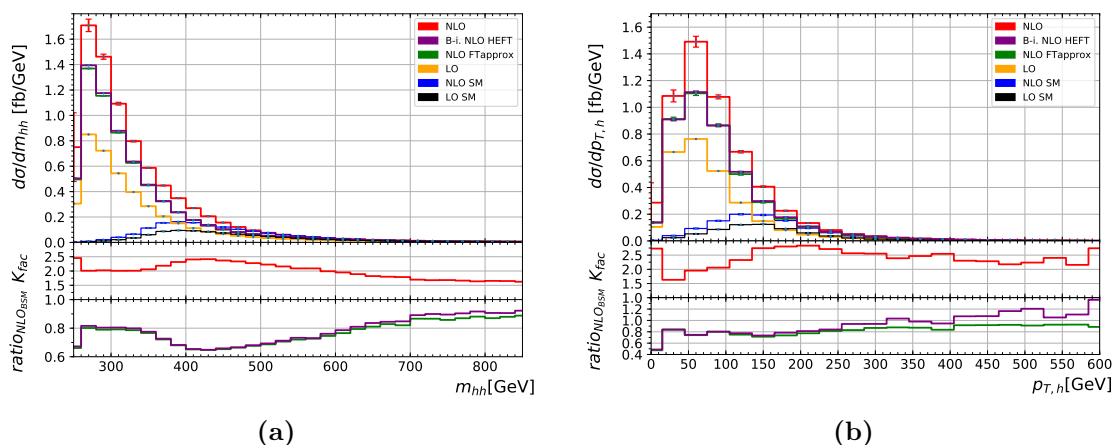 dσ/dm_hh [fb/GeV]
1.6
1.4
1.2
1.0
0.8
0.6
0.4
0.2
0.0
NLO
B-i. NLO HEFT
NLO FTapprox
LO
NLO SM
LO SM
K_fac
2.5
2.0
1.5
1.0
ratio_NLO_BSM
0.8
0.6
300 400 500 600 700 800
m_hh[GeV]
(a)
dσ/dp_T,h [fb/GeV]
1.6
1.4
1.2
1.0
0.8
0.6
0.4
0.2
0.0
NLO
B-i. NLO HEFT
NLO FTapprox
LO
NLO SM
LO SM
K_fac
2.5
2.0
1.5
1.0
ratio_NLO_BSM
1.2
1.0
0.8
0.6
0.4
0 50 100 150 200 250 300 350 400 450 500 550 600
p_T,h[GeV]
(b)